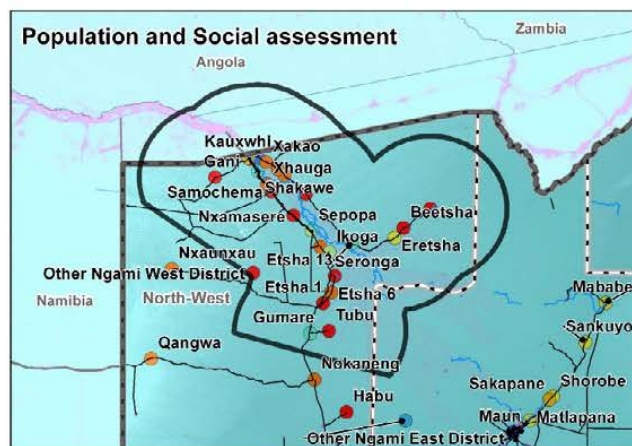 Population and Social assessment
Zambia
Angola
Kauxwhi
Xakao
Gani
Xhauga
Samochema
Shakawe
Nxamasere
Sepopa
Beetsha
Ikoga
Eretsha
Nxaunxau
Etsha 13
Seronga
Other Ngami West District
Etsha 1
Etsha 6
Mababe
Namibia
North-West
Gumare
Tubu
Sankuyo
Qangwa
Nokaneng
Sakapane
Shorobe
Habu
Maun
Matlapana
Other Ngami East District